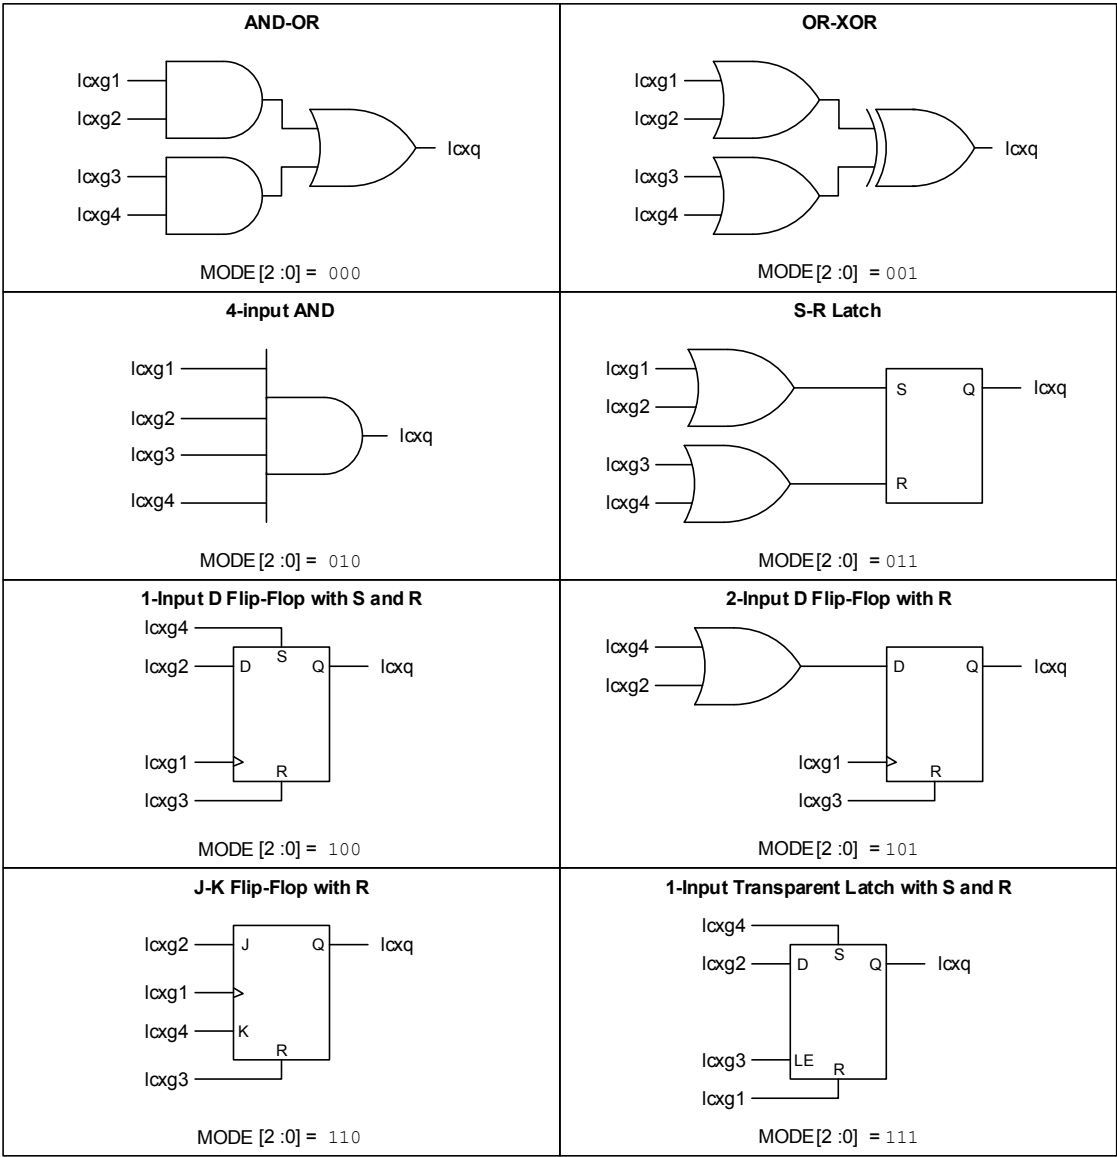 AND-OR
lcxg1
lcxg2
lcxg3
lcxg4
lcxq
MODE[2 :0] = 000
OR-XOR
lcxg1
lcxg2
lcxg3
lcxg4
lcxq
MODE[2 :0] = 001
4-input AND
lcxg1
lcxg2
lcxg3
lcxg4
lcxq
MODE[2 :0] = 010
S-R Latch
lcxg1
lcxg2
lcxg3
lcxg4
S Q lcxq
R
MODE[2 :0] = 011
1-Input D Flip-Flop with S and R
lcxg4
S
lcxg2 D Q lcxq
lcxg1
R
lcxg3
MODE [2 :0] = 100
2-Input D Flip-Flop with R
lcxg4
lcxg2
D Q lcxq
lcxg1
R
lcxg3
MODE[2 :0] = 101
J-K Flip-Flop with R
lcxg2 J Q lcxq
lcxg1
lcxg4 K
R
lcxg3
MODE [2 :0] = 110
1-Input Transparent Latch with S and R
lcxg4
S
lcxg2 D Q lcxq
lcxg3 LE
R
lcxg1
MODE[2 :0] = 111